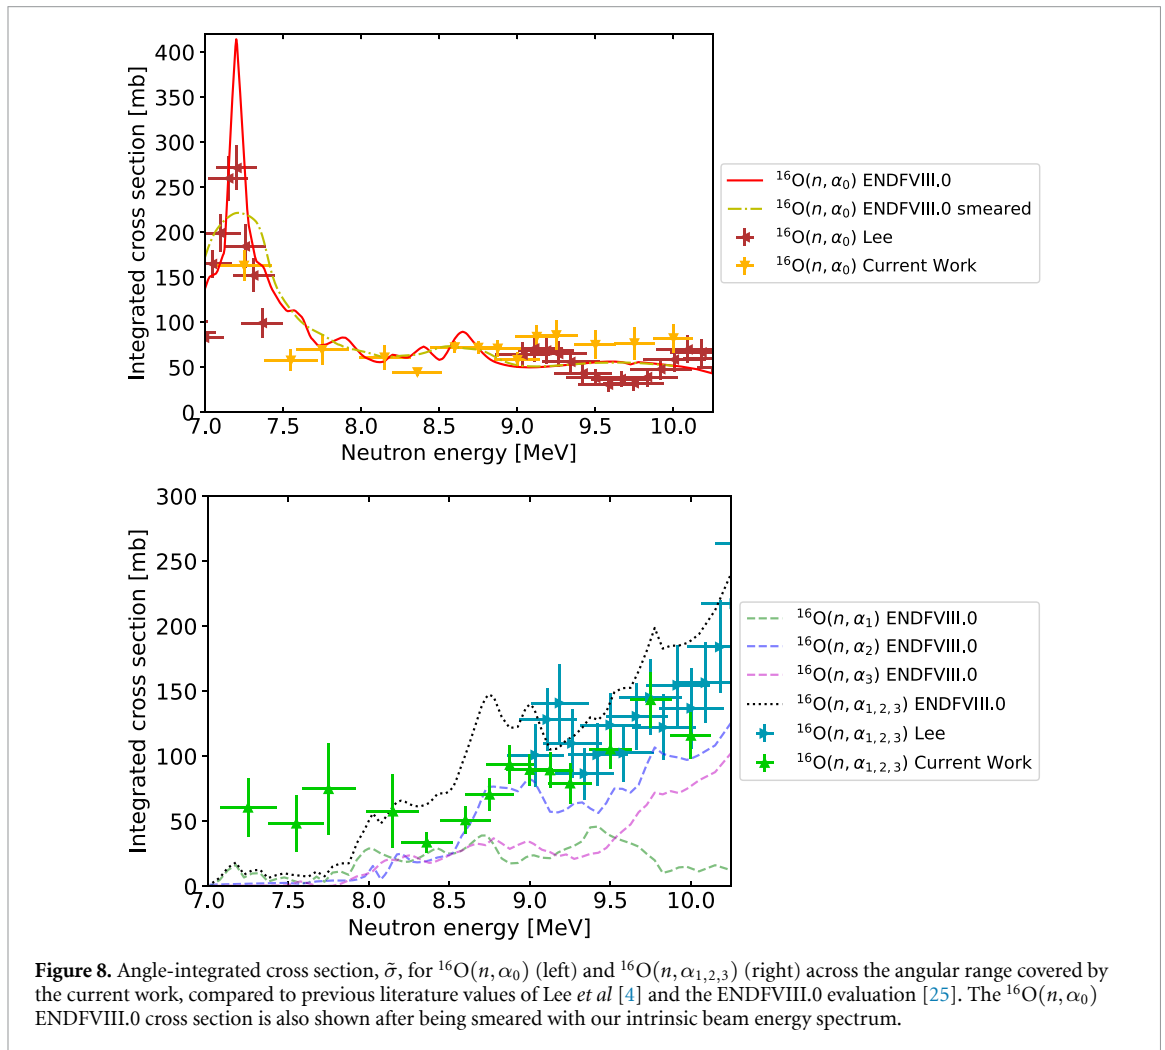 400
350
300
250
200
150
100
50
0
Integrated cross section [mb]
7.0 7.5 8.0 8.5 9.0 9.5 10.0
Neutron energy [MeV]
¹⁶O(n, α₀) ENDFVIII.0
¹⁶O(n, α₀) ENDFVIII.0 smeared
¹⁶O(n, α₀) Lee
¹⁶O(n, α₀) Current Work
300
250
200
150
100
50
0
Integrated cross section [mb]
7.0 7.5 8.0 8.5 9.0 9.5 10.0
Neutron energy [MeV]
¹⁶O(n, α₁) ENDFVIII.0
¹⁶O(n, α₂) ENDFVIII.0
¹⁶O(n, α₃) ENDFVIII.0
¹⁶O(n, α₁,₂,₃) ENDFVIII.0
¹⁶O(n, α₁,₂,₃) Lee
¹⁶O(n, α₁,₂,₃) Current Work
Figure 8. Angle-integrated cross section, σ̃, for ¹⁶O(n, α₀) (left) and ¹⁶O(n, α₁,₂,₃) (right) across the angular range covered by
the current work, compared to previous literature values of Lee et al [4] and the ENDFVIII.0 evaluation [25]. The ¹⁶O(n, α₀)
ENDFVIII.0 cross section is also shown after being smeared with our intrinsic beam energy spectrum.